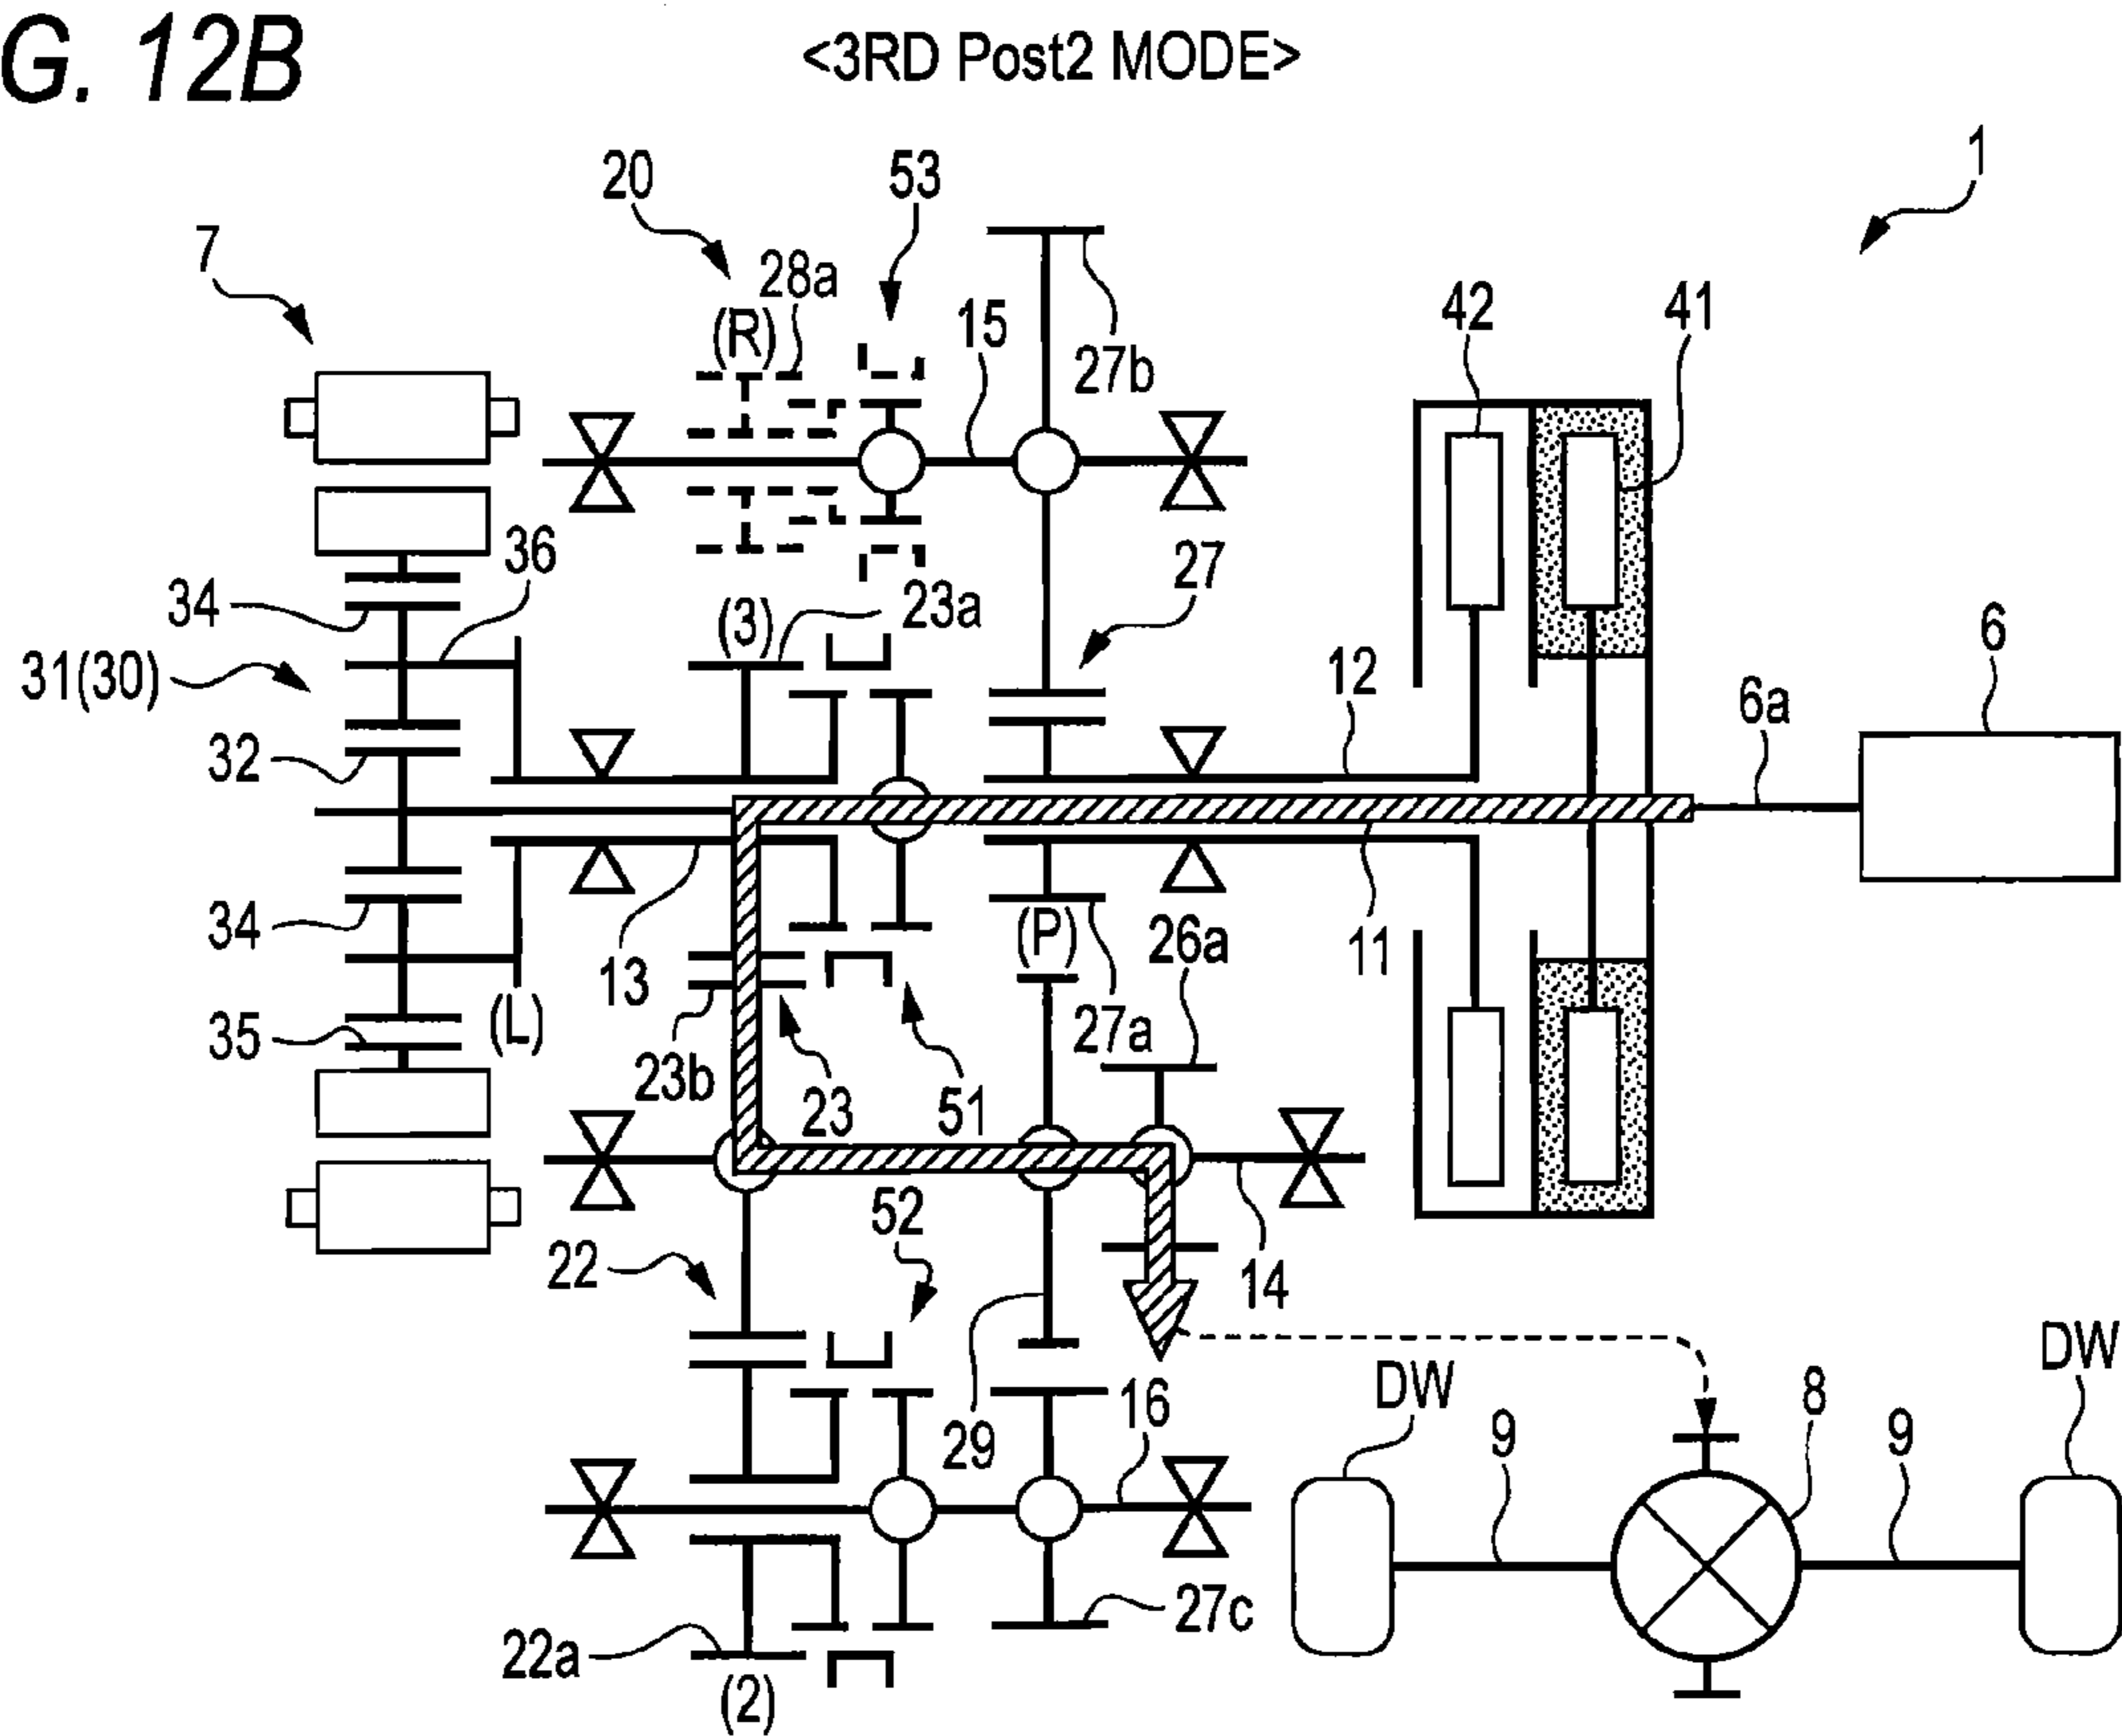 G. 12B
<3RD Post2 MODE>
1
20
53
7
28a
(R)
15
42
41
27b
36
34
27
23a
(3)
6
31(30)
12
6a
32
34
13
(P)
26a
11
(L)
35
27a
23b
23
51
52
22
14
DW
DW
16
8
29
9
9
27c
22a
(2)